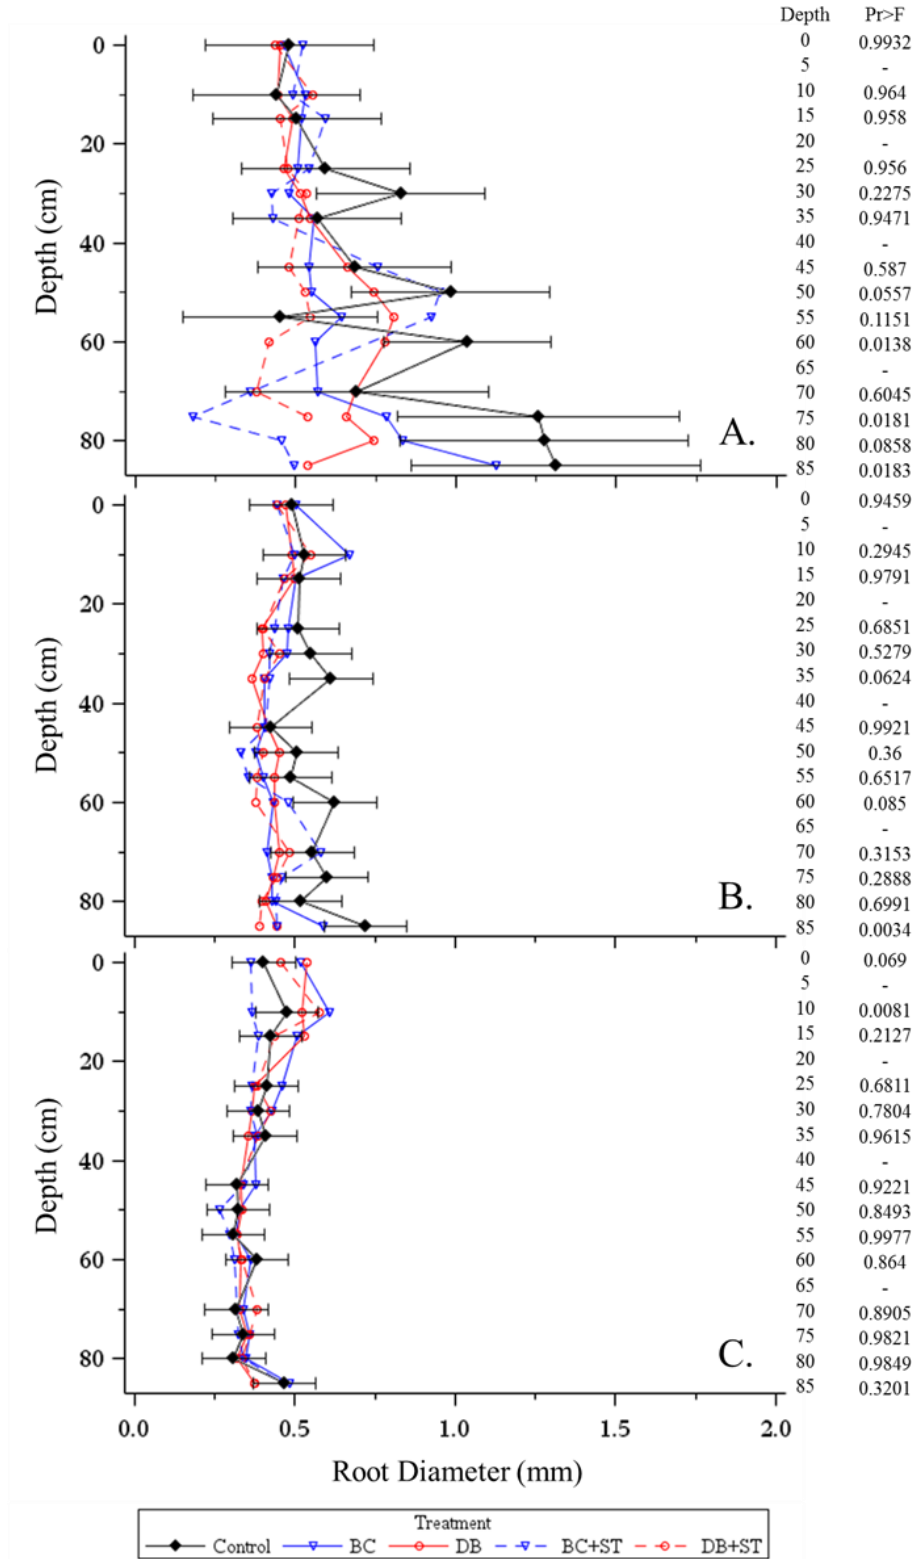 Depth Pr>F
0 0 0.9932
5 -
10 0.964
15 0.958
20 20 -
25 0.956
30 0.2275
35 0.9471
40 40 -
45 0.587
50 0.0557
55 0.1151
60 60 0.0138
65 -
70 0.6045
75 0.0181
80 80 0.0858
85 0.0183
Depth (cm)
A.
0 0 0.9459
5 -
10 0.2945
15 0.9791
20 20 -
25 0.6851
30 0.5279
35 0.0624
40 40 -
45 0.9921
50 0.36
55 0.6517
60 60 0.085
65 -
70 0.3153
75 0.2888
80 80 0.6991
85 0.0034
Depth (cm)
B.
0 0 0.069
5 -
10 0.0081
15 0.2127
20 20 -
25 0.6811
30 0.7804
35 0.9615
40 40 -
45 0.9221
50 0.8493
55 0.9977
60 60 0.864
65 -
70 0.8905
75 0.9821
80 80 0.9849
85 0.3201
Depth (cm)
C.
0.0 0.5 1.0 1.5 2.0
Root Diameter (mm)
Treatment
Control BC DB BC+ST DB+ST